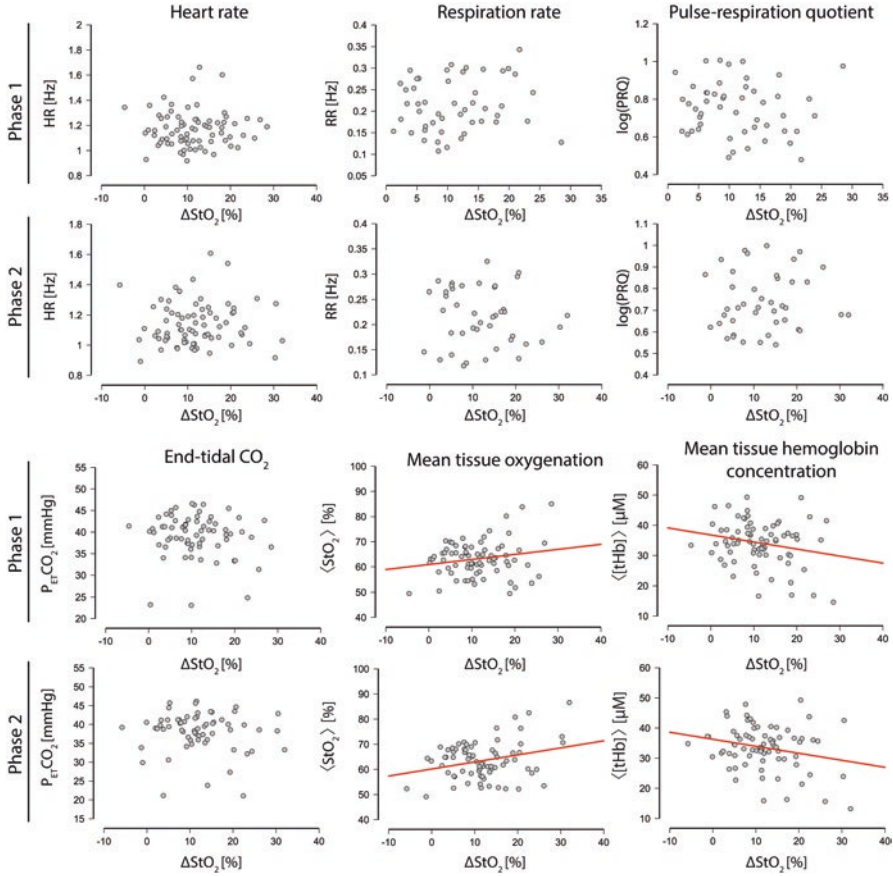 Heart rate
Respiration rate
Pulse-respiration quotient
Phase 1
HR [Hz]
2
1.8
1.6
1.4
1.2
1
0.8
-10 0 10 20 30 40
ΔStO₂ [%]
RR [Hz]
0.4
0.35
0.3
0.25
0.2
0.15
0.1
0.05
0 5 10 15 20 25 30 35
ΔStO₂ [%]
log(PRQ)
1
0.8
0.6
0.4
0 5 10 15 20 25 30 35
ΔStO₂ [%]
Phase 2
HR [Hz]
1.8
1.6
1.4
1.2
1
0.8
-10 0 10 20 30 40
ΔStO₂ [%]
RR [Hz]
0.4
0.3
0.2
0.15
0.1
-10 0 10 20 30 40
ΔStO₂ [%]
log(PRQ)
1.1
1
0.9
0.8
0.7
0.6
0.5
0.4
-10 0 10 20 30 40
ΔStO₂ [%]
End-tidal CO₂
Mean tissue oxygenation
Mean tissue hemoglobin
concentration
Phase 1
PETCO₂ [mmHg]
55
50
45
40
35
30
25
20
-10 0 10 20 30 40
ΔStO₂ [%]
⟨StO₂⟩ [%]
100
90
80
70
60
50
40
-10 0 10 20 30 40
ΔStO₂ [%]
⟨[tHb]⟩ [µM]
60
50
40
30
20
10
-10 0 10 20 30 40
ΔStO₂ [%]
Phase 2
PETCO₂ [mmHg]
55
50
45
40
35
30
25
20
15
-10 0 10 20 30 40
ΔStO₂ [%]
⟨StO₂⟩ [%]
100
90
80
70
60
50
40
-10 0 10 20 30 40
ΔStO₂ [%]
⟨[tHb]⟩ [µM]
60
50
40
30
20
10
-10 0 10 20 30 40
ΔStO₂ [%]